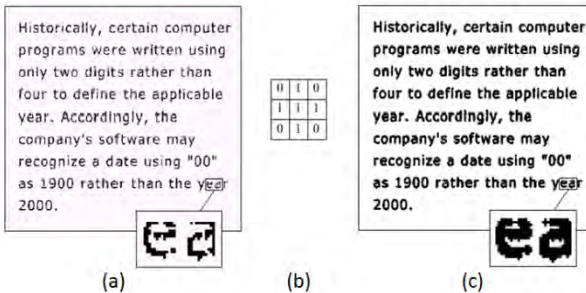 Historically, certain computer
programs were written using
only two digits rather than
four to define the applicable
year. Accordingly, the
company's software may
recognize a date using "00"
as 1900 rather than the year
2000.
ea
(a)
0 1 0
1 1 1
0 1 0
(b)
Historically, certain computer
programs were written using
only two digits rather than
four to define the applicable
year. Accordingly, the
company's software may
recognize a date using "00"
as 1900 rather than the year
2000.
ea
(c)